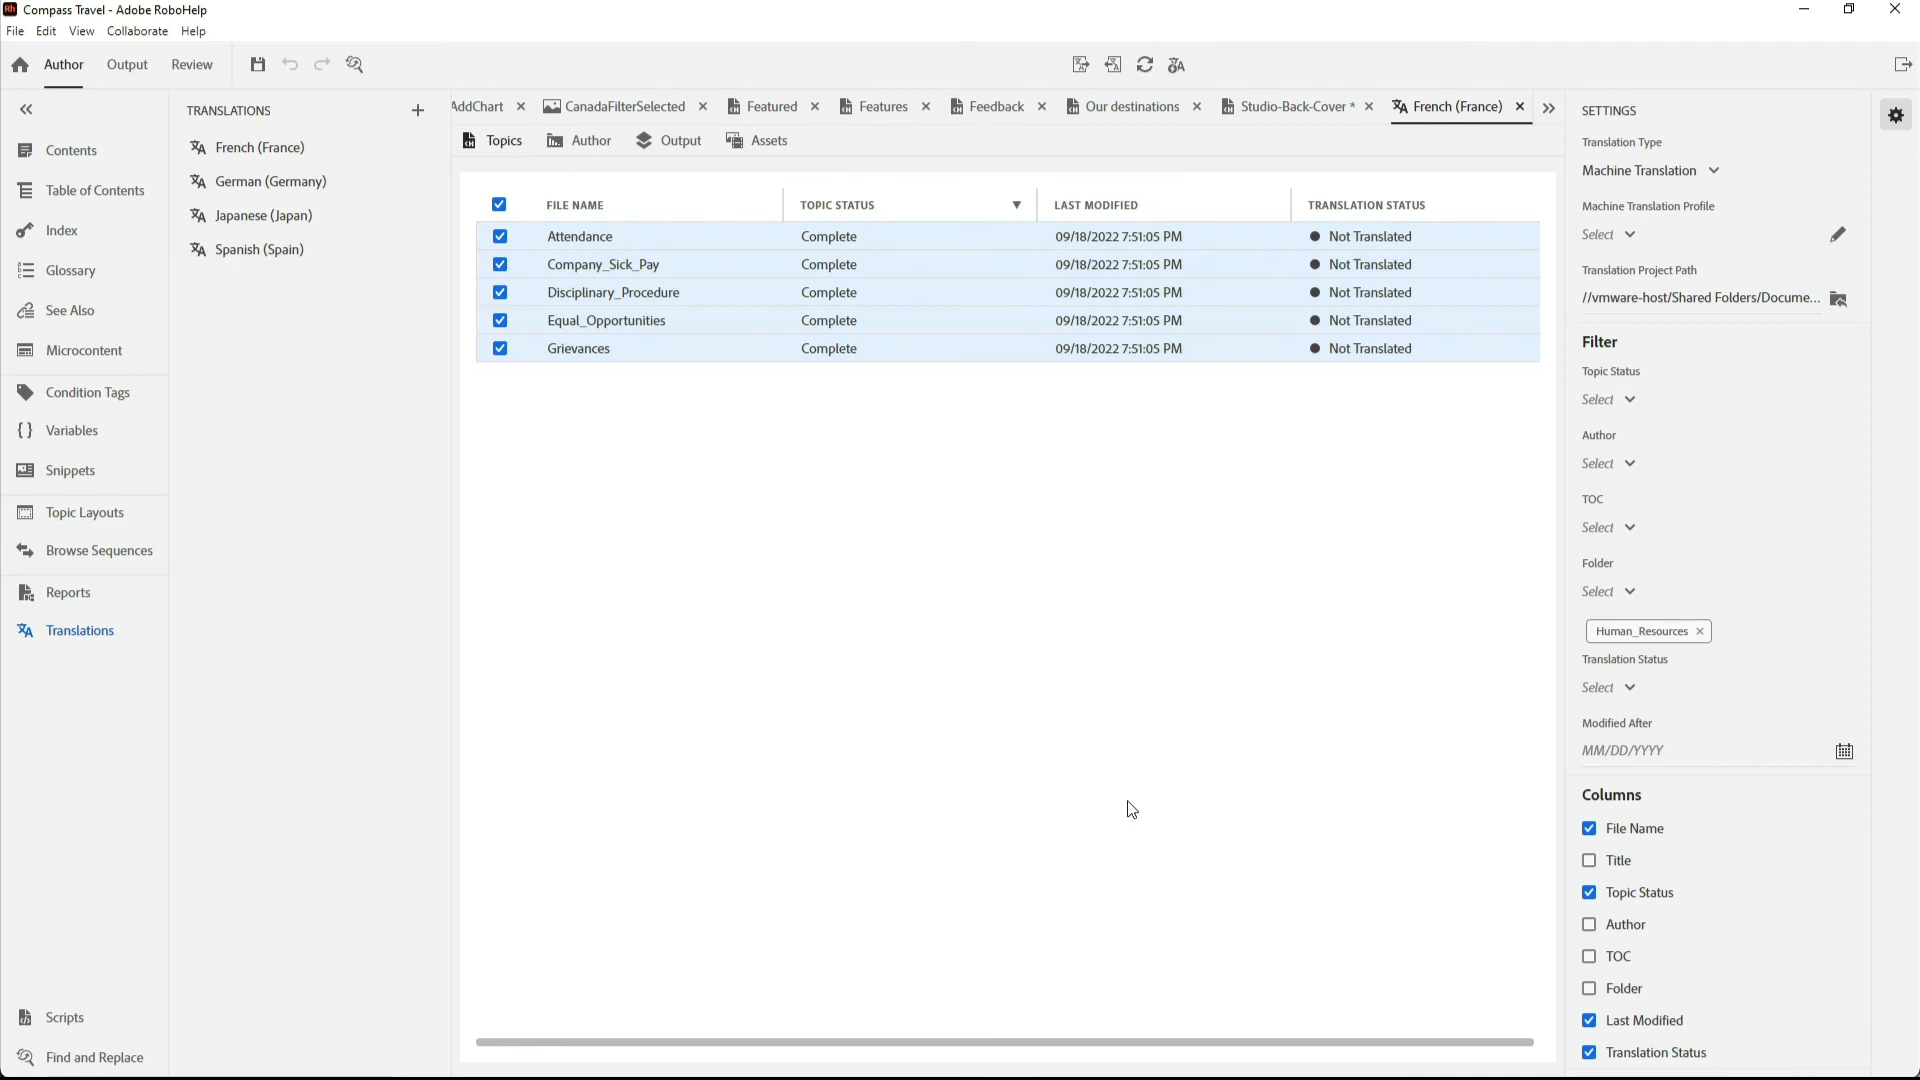 Compass Travel - Adobe RoboHelp
File Edit View Collaborate Help
Author Output Review
TRANSLATIONS
French (France)
German (Germany)
Japanese (Japan)
Spanish (Spain)
Contents
Table of Contents
Index
Glossary
See Also
Microcontent
Condition Tags
Variables
Snippets
Topic Layouts
Browse Sequences
Reports
Translations
Scripts
Find and Replace
AddChart CanadaFilterSelected Featured Features Feedback Our destinations Studio-Back-Cover * French (France)
Topics Author Output Assets
FILE NAME TOPIC STATUS LAST MODIFIED TRANSLATION STATUS
Attendance Complete 09/18/2022 7:51:05 PM Not Translated
Company_Sick_Pay Complete 09/18/2022 7:51:05 PM Not Translated
Disciplinary_Procedure Complete 09/18/2022 7:51:05 PM Not Translated
Equal_Opportunities Complete 09/18/2022 7:51:05 PM Not Translated
Grievances Complete 09/18/2022 7:51:05 PM Not Translated
SETTINGS
Translation Type
Machine Translation
Machine Translation Profile
Select
Translation Project Path
//vmware-host/Shared Folders/Docume...
Filter
Topic Status
Select
Author
Select
TOC
Select
Folder
Select
Human_Resources
Translation Status
Select
Modified After
MM/DD/YYYY
Columns
File Name
Title
Topic Status
Author
TOC
Folder
Last Modified
Translation Status